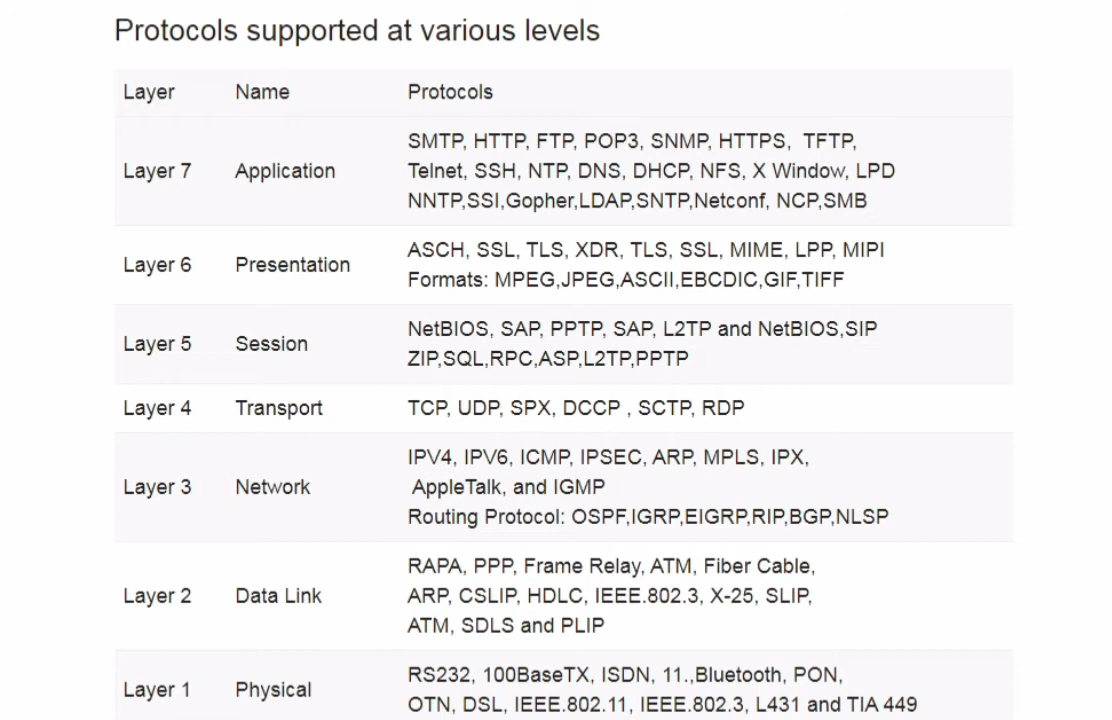 Protocols supported at various levels
Layer Name Protocols
SMTP, HTTP, FTP, POP3, SNMP, HTTPS, TFTP,
Layer 7 Application Telnet, SSH, NTP, DNS, DHCP, NFS, X Window, LPD
NNTP,SSI,Gopher,LDAP,SNTP,Netconf, NCP,SMB
Layer 6 Presentation ASCH, SSL, TLS, XDR, TLS, SSL, MIME, LPP, MIPI
Formats: MPEG,JPEG,ASCII,EBCDIC,GIF,TIFF
Layer 5 Session NetBIOS, SAP, PPTP, SAP, L2TP and NetBIOS,SIP
ZIP,SQL,RPC,ASP,L2TP,PPTP
Layer 4 Transport TCP, UDP, SPX, DCCP , SCTP, RDP
IPV4, IPV6, ICMP, IPSEC, ARP, MPLS, IPX,
Layer 3 Network AppleTalk, and IGMP
Routing Protocol: OSPF,IGRP,EIGRP,RIP,BGP,NLSP
RAPA, PPP, Frame Relay, ATM, Fiber Cable,
Layer 2 Data Link ARP, CSLIP, HDLC, IEEE.802.3, X-25, SLIP,
ATM, SDLS and PLIP
Layer 1 Physical RS232, 100BaseTX, ISDN, 11.,Bluetooth, PON,
OTN, DSL, IEEE.802.11, IEEE.802.3, L431 and TIA 449